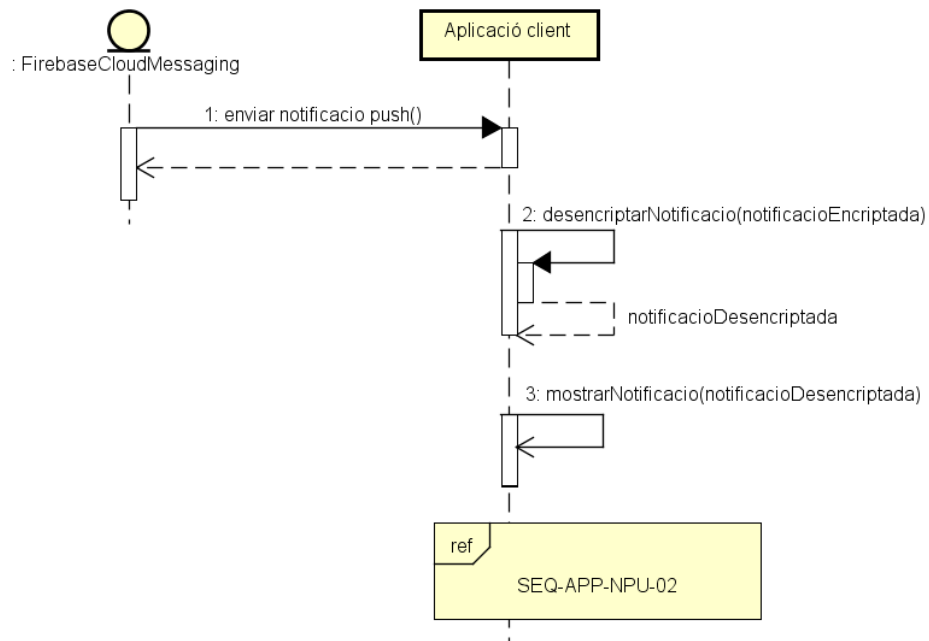 Aplicació client
: FirebaseCloudMessaging
1: enviar notificacio push()
2: desencriptarNotificacio(notificacioEncriptada)
notificacioDesencriptada
3: mostrarNotificacio(notificacioDesencriptada)
ref
SEQ-APP-NPU-02